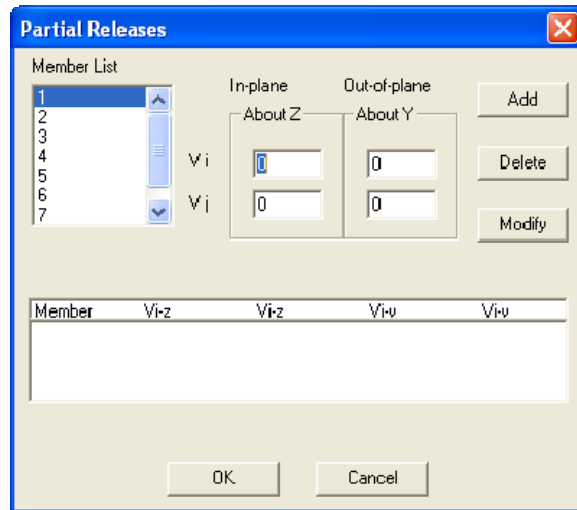 Partial Releases
Member List
1
2
3
4
5
6
7
In-plane
Out-of-plane
About Z
About Y
Vi
0
0
Vj
0
0
Add
Delete
Modify
Member Vi-z Vi-z Vi-y Vi-y
OK
Cancel